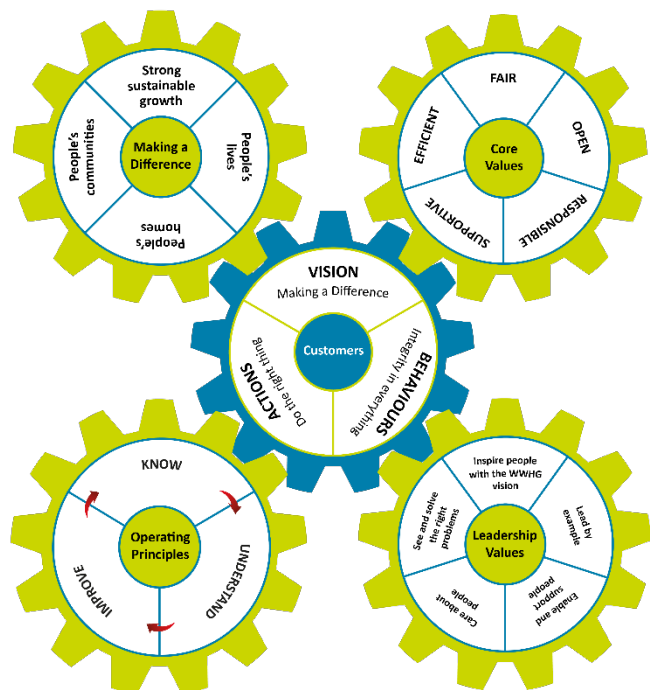 Strong
sustainable
growth
People's
lives
People's
homes
People's
communities
Making a
Difference
FAIR
OPEN
RESPONSIBLE
SUPPORTIVE
EFFICIENT
Core
Values
VISION
Making a Difference
BEHAVIOURS
Integrity in everything
ACTIONS
Do the right thing
Customers
KNOW
UNDERSTAND
IMPROVE
Operating
Principles
Inspire people
with the WWHG
vision
Lead by
example
Enable and
support
people
Care about
people
See and solve
the right
problems
Leadership
Values